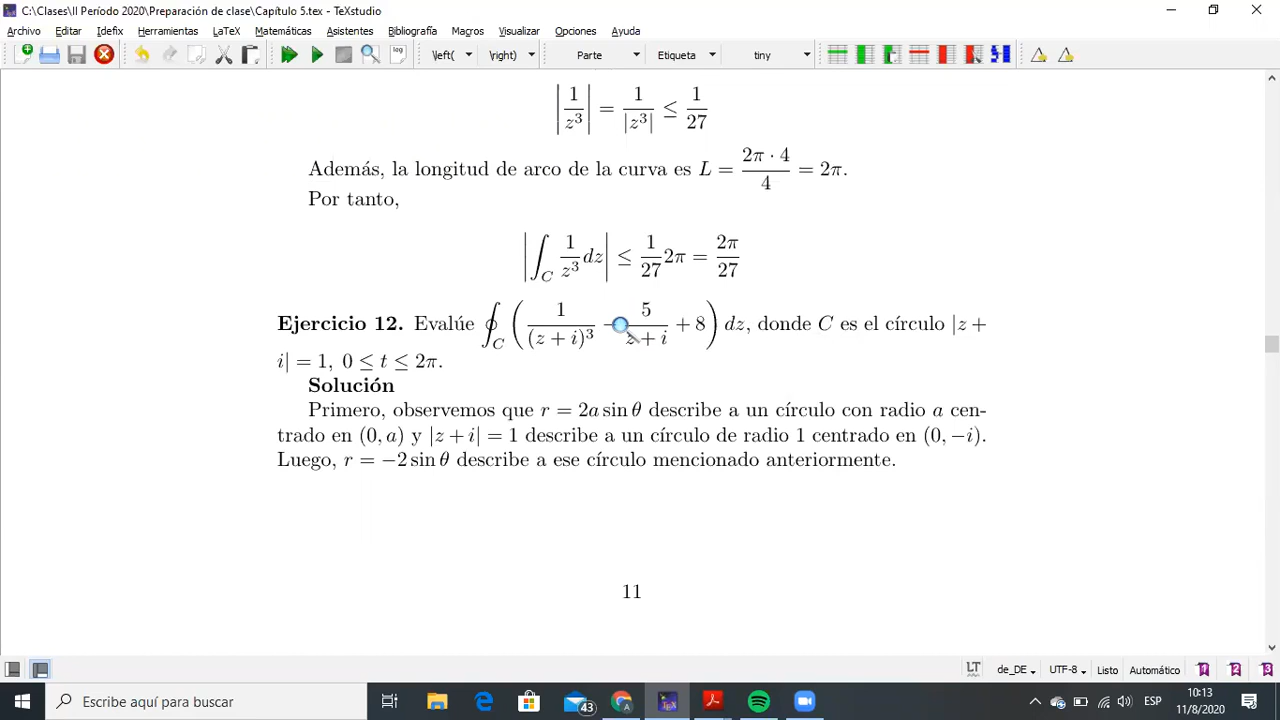 C:\Clases\II Período 2020\Preparación de clase\Capítulo 5.tex - TeXstudio
Archivo Editar Idefix Herramientas LaTeX Matemáticas Asistentes Bibliografía Macros Visualizar Opciones Ayuda
log \left( \right) Parte Etiqueta tiny
|1/z³| = 1/|z³| ≤ 1/27
Además, la longitud de arco de la curva es L = 2π · 4/4 = 2π.
Por tanto,
|∫_C 1/z³ dz| ≤ 1/27 2π = 2π/27
Ejercicio 12. Evalúe ∮_C (1/(z + i)³ − 5/(z + i) + 8) dz, donde C es el círculo |z +
i| = 1, 0 ≤ t ≤ 2π.
Solución
Primero, observemos que r = 2a sin θ describe a un círculo con radio a cen-
trado en (0, a) y |z + i| = 1 describe a un círculo de radio 1 centrado en (0, −i).
Luego, r = −2 sin θ describe a ese círculo mencionado anteriormente.
11
LT de_DE UTF-8 Listo Automático 1 2 3
Escribe aquí para buscar 43 ESP 10:13
11/8/2020